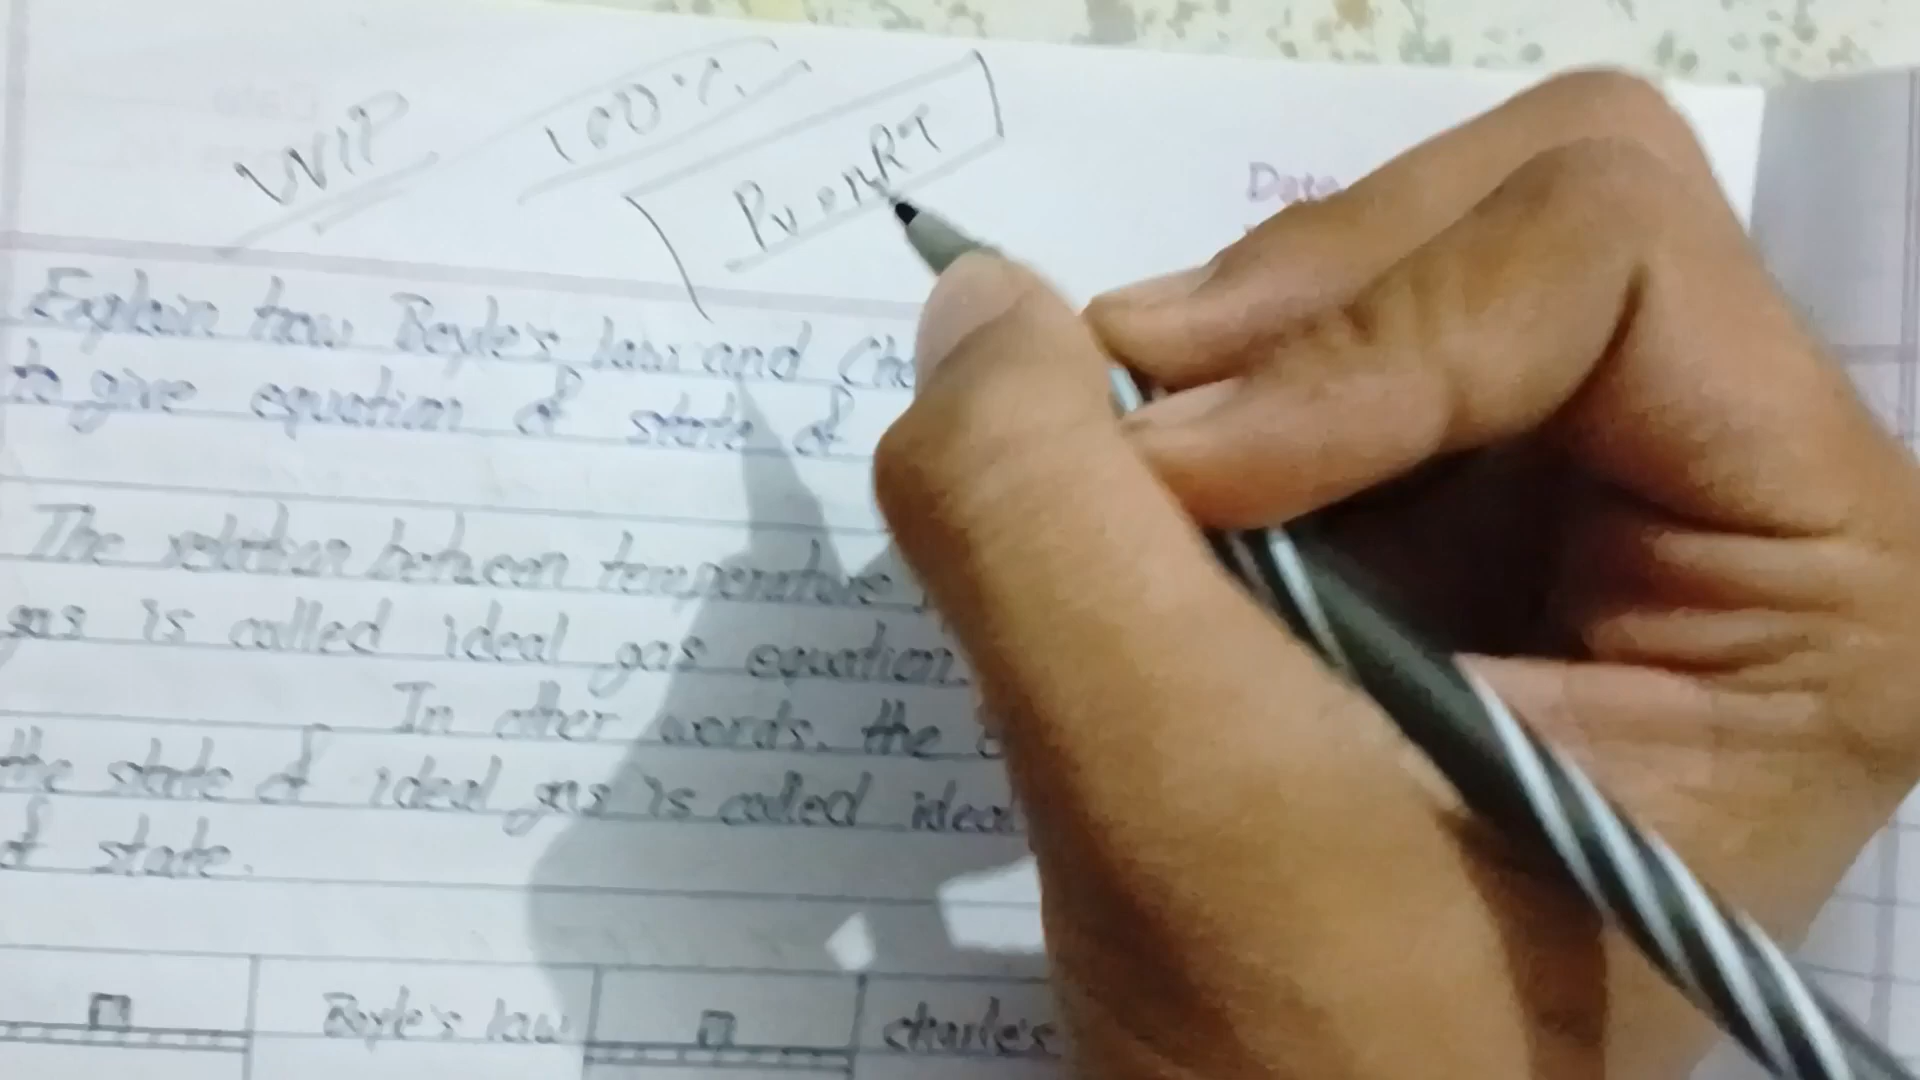 WIP 100%.
Pv = nRT
Date
Explain how Boyle's law and Cha
to give equation of state of
The relation between temperature
gas is called ideal gas equation.
In other words, the
the state of ideal gas is called ideal
of state.
Boyle's law charles